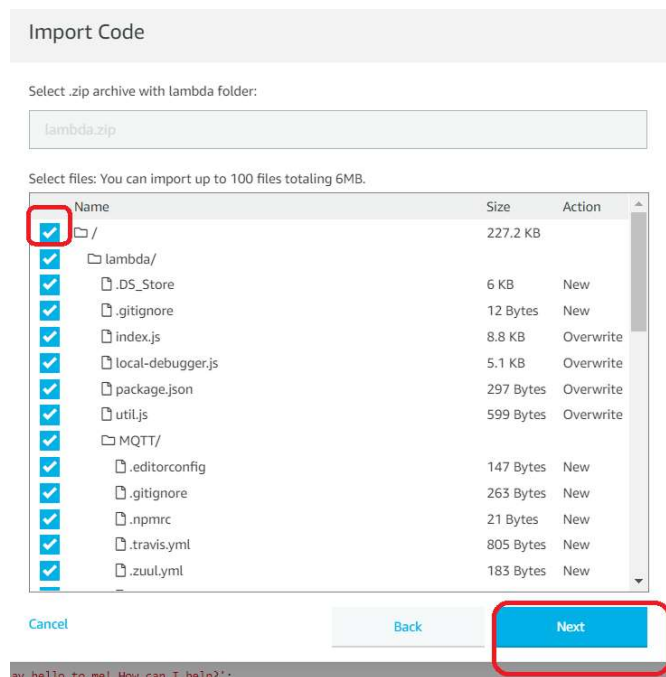 Import Code
Select .zip archive with lambda folder:
lambda.zip
Select files: You can import up to 100 files totaling 6MB.
Name Size Action
/ 227.2 KB
lambda/
.DS_Store 6 KB New
.gitignore 12 Bytes New
index.js 8.8 KB Overwrite
local-debugger.js 5.1 KB Overwrite
package.json 297 Bytes Overwrite
util.js 599 Bytes Overwrite
MQTT/
.editorconfig 147 Bytes New
.gitignore 263 Bytes New
.npmrc 21 Bytes New
.travis.yml 805 Bytes New
.zuul.yml 183 Bytes New
Cancel Back Next
ay hello to me! How can I help?';